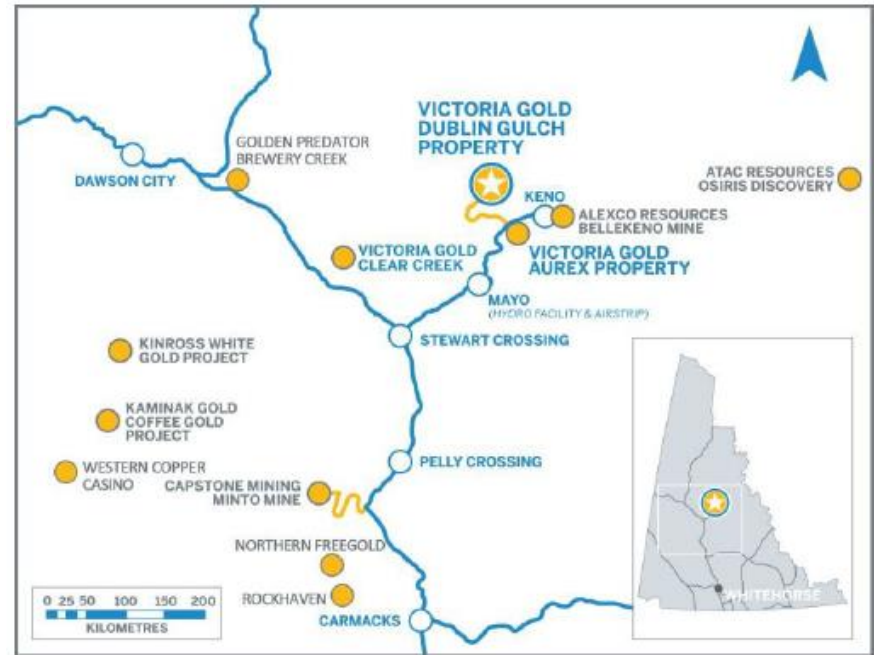 VICTORIA GOLD
DUBLIN GULCH
PROPERTY
GOLDEN PREDATOR
BREWERY CREEK
DAWSON CITY
ATAC RESOURCES
OSIRIS DISCOVERY
KENO
ALEXCO RESOURCES
BELLEKENO MINE
VICTORIA GOLD
AUREX PROPERTY
VICTORIA GOLD
CLEAR CREEK
MAYO
(HYDRO FACILITY & AIRSTRIP)
STEWART CROSSING
KINROSS WHITE
GOLD PROJECT
KAMINAK GOLD
COFFEE GOLD
PROJECT
WESTERN COPPER
CASINO
PELLY CROSSING
CAPSTONE MINING
MINTO MINE
NORTHERN FREEGOLD
ROCKHAVEN
CARMACKS
WHITEHORSE
0 25 50 100 150 200
KILOMETRES